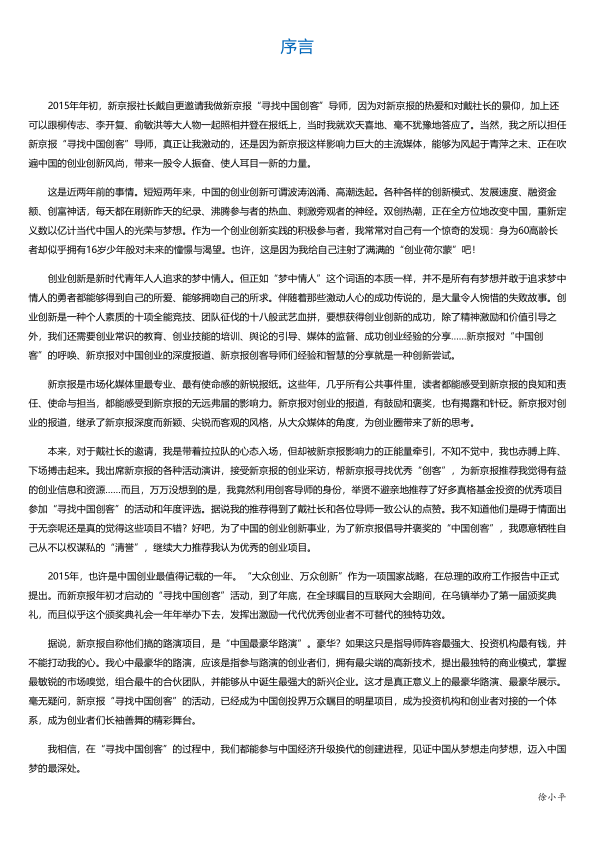 序言
2015年年初，新京报社长戴自更邀请我做新京报“寻找中国创客”导师，因为对新京报的热爱和对戴社长的景仰，加上还
可以跟柳传志、李开复、俞敏洪等大人物一起照相并登在报纸上，当时我就欢天喜地、毫不犹豫地答应了。当然，我之所以担任
新京报“寻找中国创客”导师，真正让我激动的，还是因为新京报这样影响力巨大的主流媒体，能够为风起于青萍之末、正在吹
遍中国的创业创新风尚，带来一股令人振奋、使人耳目一新的力量。
这是近两年前的事情。短短两年来，中国的创业创新可谓波涛汹涌、高潮迭起。各种各样的创新模式、发展速度、融资金
额、创富神话，每天都在刷新昨天的纪录、沸腾参与者的热血、刺激旁观者的神经。双创热潮，正在全方位地改变中国，重新定
义数以亿计当代中国人的光荣与梦想。作为一个创业创新实践的积极参与者，我常常对自己有一个惊奇的发现：身为60高龄长
者却似乎拥有16岁少年般对未来的憧憬与渴望。也许，这是因为我给自己注射了满满的“创业荷尔蒙”吧！
创业创新是新时代青年人人追求的梦中情人。但正如“梦中情人”这个词语的本质一样，并不是所有有梦想并敢于追求梦中
情人的勇者都能够得到自己的所爱、能够拥吻自己的所求。伴随着那些激动人心的成功传说的，是大量令人惋惜的失败故事。创
业创新是一种个人素质的十项全能竞技、团队征伐的十八般武艺血拼，要想获得创业创新的成功，除了精神激励和价值引导之
外，我们还需要创业常识的教育、创业技能的培训、舆论的引导、媒体的监督、成功创业经验的分享……新京报对“中国创
客”的呼唤、新京报对中国创业的深度报道、新京报创客导师们经验和智慧的分享就是一种创新尝试。
新京报是市场化媒体里最专业、最有使命感的新锐报纸。这些年，几乎所有公共事件里，读者都能感受到新京报的良知和责
任、使命与担当，都能感受到新京报的无远弗届的影响力。新京报对创业的报道，有鼓励和褒奖，也有揭露和针砭。新京报对创
业的报道，继承了新京报深度而新颖、尖锐而客观的风格，从大众媒体的角度，为创业圈带来了新的思考。
本来，对于戴社长的邀请，我是带着拉拉队的心态入场，但却被新京报影响力的正能量牵引，不知不觉中，我也赤膊上阵、
下场搏击起来。我出席新京报的各种活动演讲，接受新京报的创业采访，帮新京报寻找优秀“创客”，为新京报推荐我觉得有益
的创业信息和资源……而且，万万没想到的是，我竟然利用创客导师的身份，举贤不避亲地推荐了好多真格基金投资的优秀项目
参加“寻找中国创客”的活动和年度评选。据说我的推荐得到了戴社长和各位导师一致公认的点赞。我不知道他们是碍于情面出
于无奈呢还是真的觉得这些项目不错？好吧，为了中国的创业创新事业，为了新京报倡导并褒奖的“中国创客”，我愿意牺牲自
己从不以权谋私的“清誉”，继续大力推荐我认为优秀的创业项目。
2015年，也许是中国创业最值得记载的一年。“大众创业、万众创新”作为一项国家战略，在总理的政府工作报告中正式
提出。而新京报年初才启动的“寻找中国创客”活动，到了年底，在全球瞩目的互联网大会期间，在乌镇举办了第一届颁奖典
礼，而且似乎这个颁奖典礼会一年年举办下去，发挥出激励一代代优秀创业者不可替代的独特功效。
据说，新京报自称他们搞的路演项目，是“中国最豪华路演”。豪华？如果这只是指导师阵容最强大、投资机构最有钱，并
不能打动我的心。我心中最豪华的路演，应该是指参与路演的创业者们，拥有最尖端的高新技术，提出最独特的商业模式，掌握
最敏锐的市场嗅觉，组合最牛的合伙团队，并能够从中诞生最强大的新兴企业。这才是真正意义上的最豪华路演、最豪华展示。
毫无疑问，新京报“寻找中国创客”的活动，已经成为中国创投界万众瞩目的明星项目，成为投资机构和创业者对接的一个体
系，成为创业者们长袖善舞的精彩舞台。
我相信，在“寻找中国创客”的过程中，我们都能参与中国经济升级换代的创建进程，见证中国从梦想走向梦想，迈入中国
梦的最深处。
徐小平